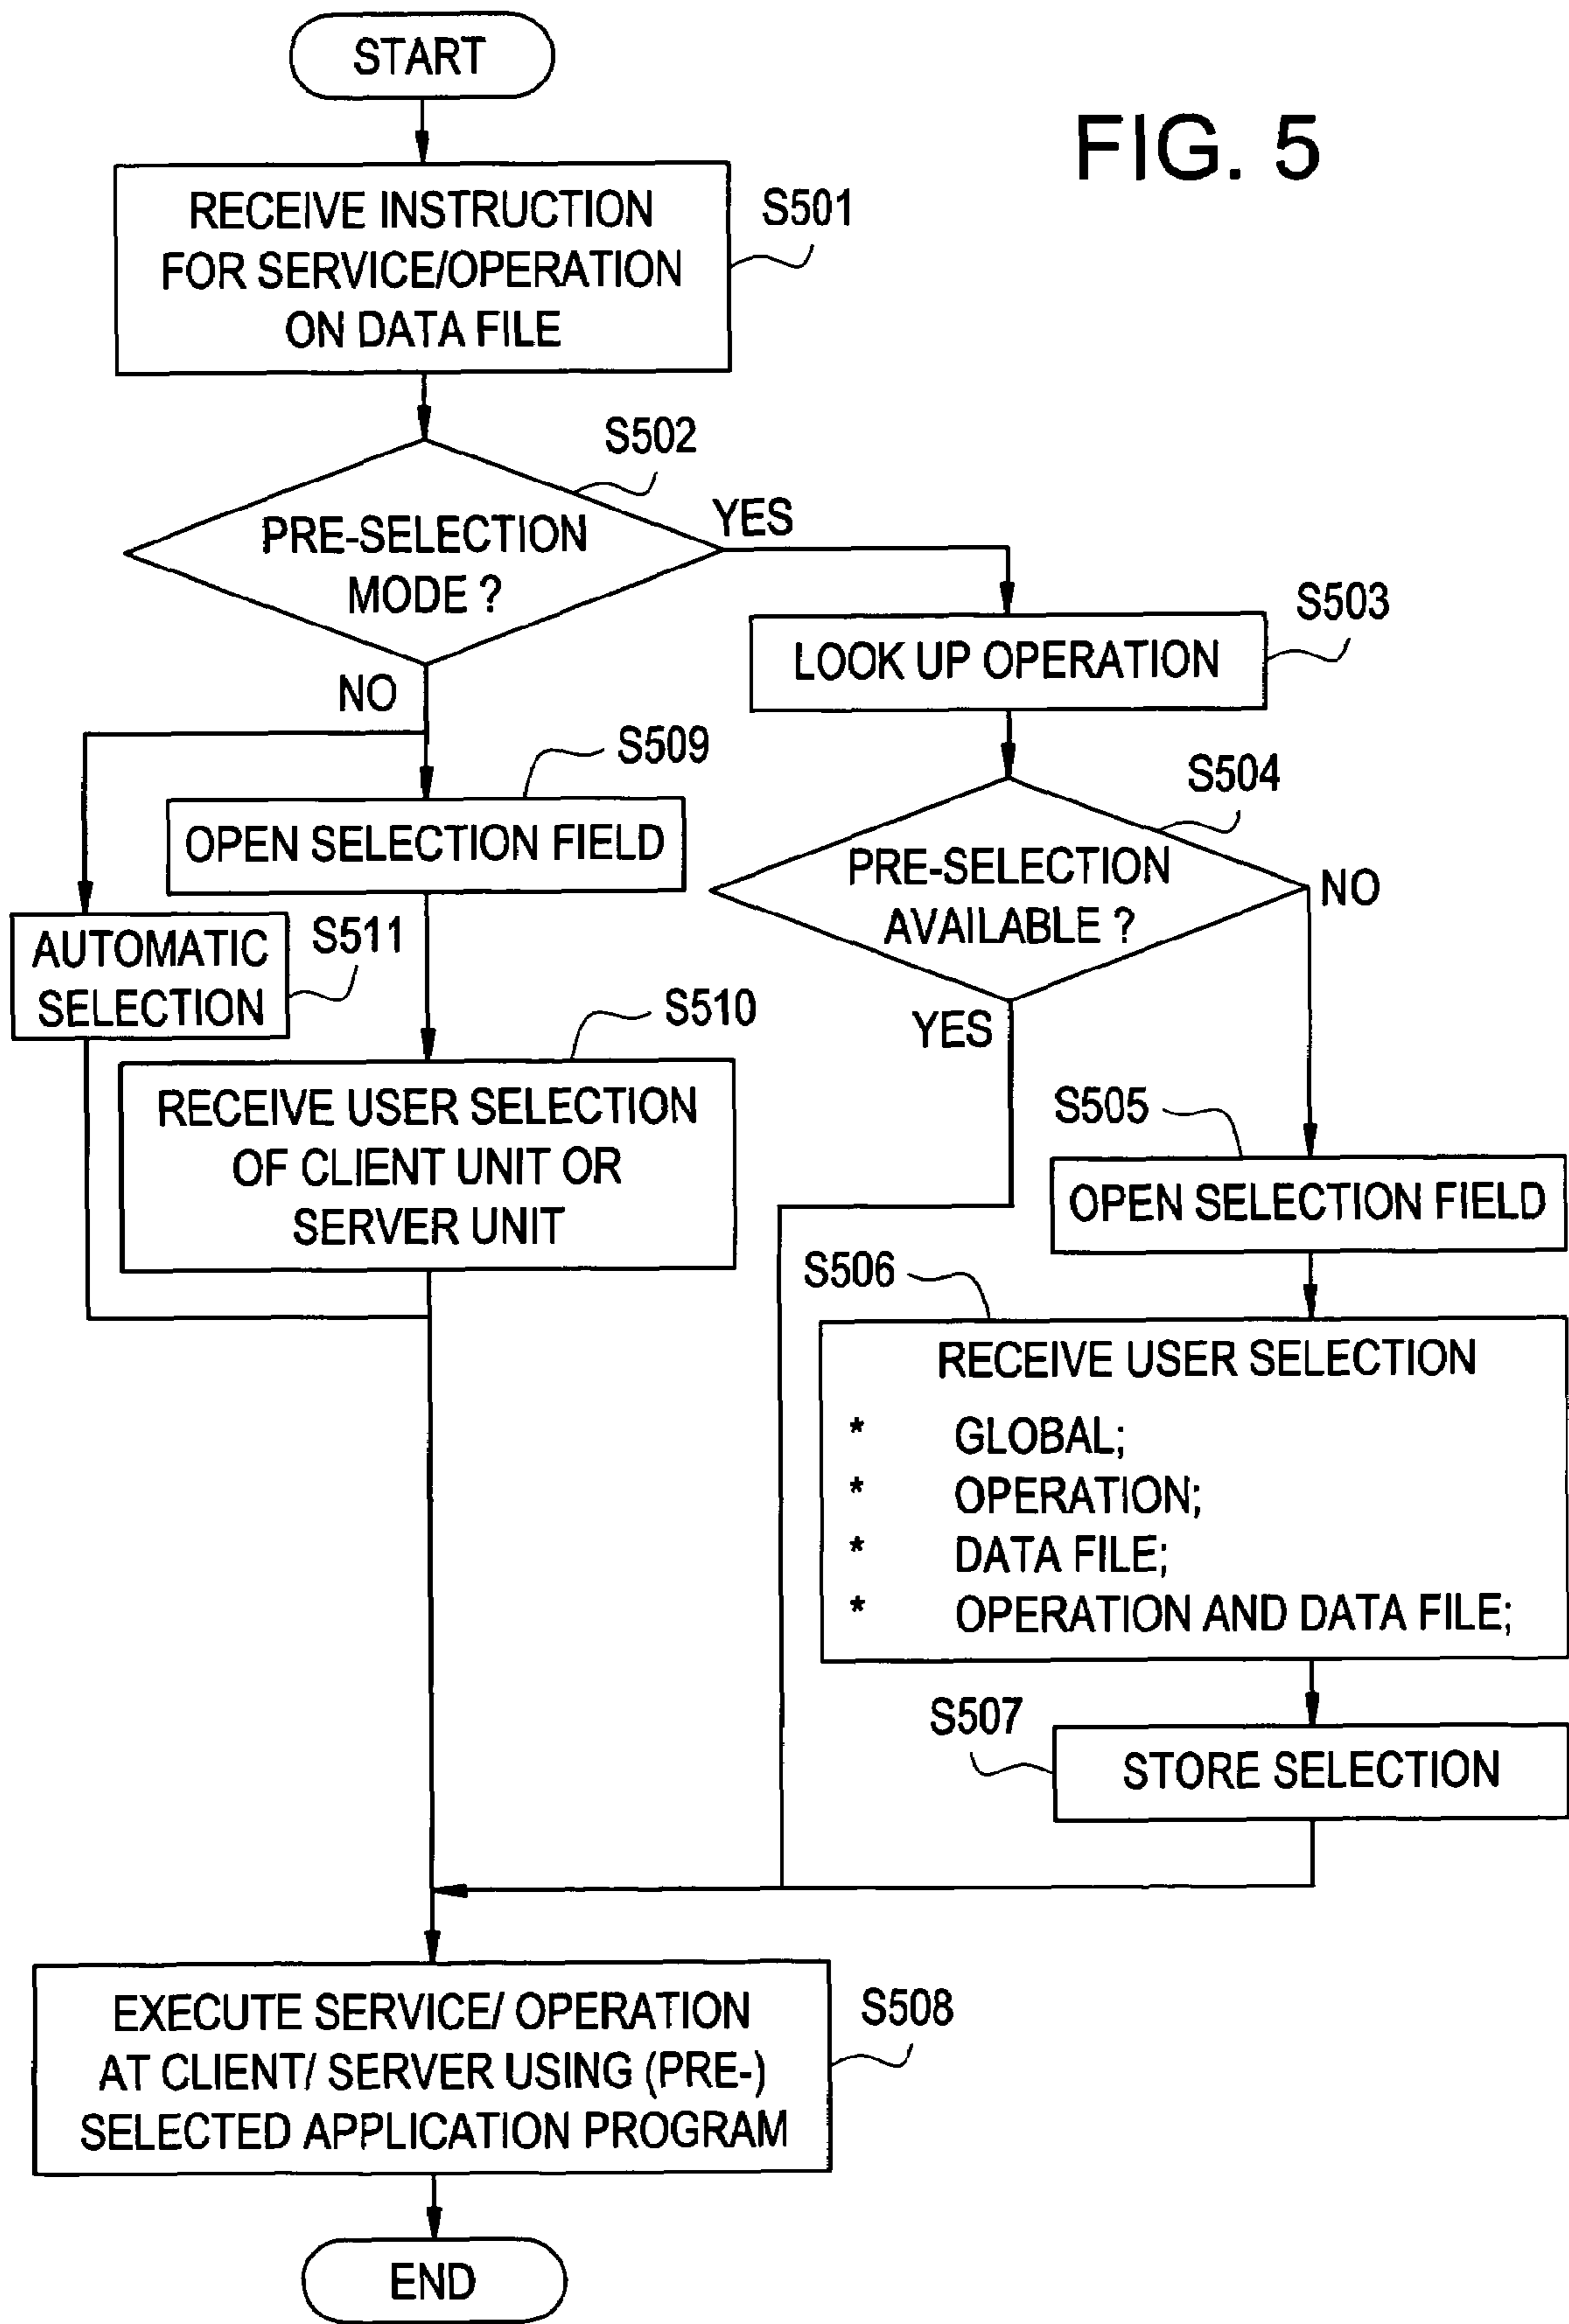 START
FIG. 5
RECEIVE INSTRUCTION
FOR SERVICE/OPERATION
ON DATA FILE
S501
S502
PRE-SELECTION
MODE ?
YES
NO
S503
LOOK UP OPERATION
S509
OPEN SELECTION FIELD
S504
PRE-SELECTION
AVAILABLE ?
NO
YES
AUTOMATIC
SELECTION
S511
S510
RECEIVE USER SELECTION
OF CLIENT UNIT OR
SERVER UNIT
S505
OPEN SELECTION FIELD
S506
RECEIVE USER SELECTION
* GLOBAL;
* OPERATION;
* DATA FILE;
* OPERATION AND DATA FILE;
S507
STORE SELECTION
EXECUTE SERVICE/ OPERATION
AT CLIENT/ SERVER USING (PRE-)
SELECTED APPLICATION PROGRAM
S508
END